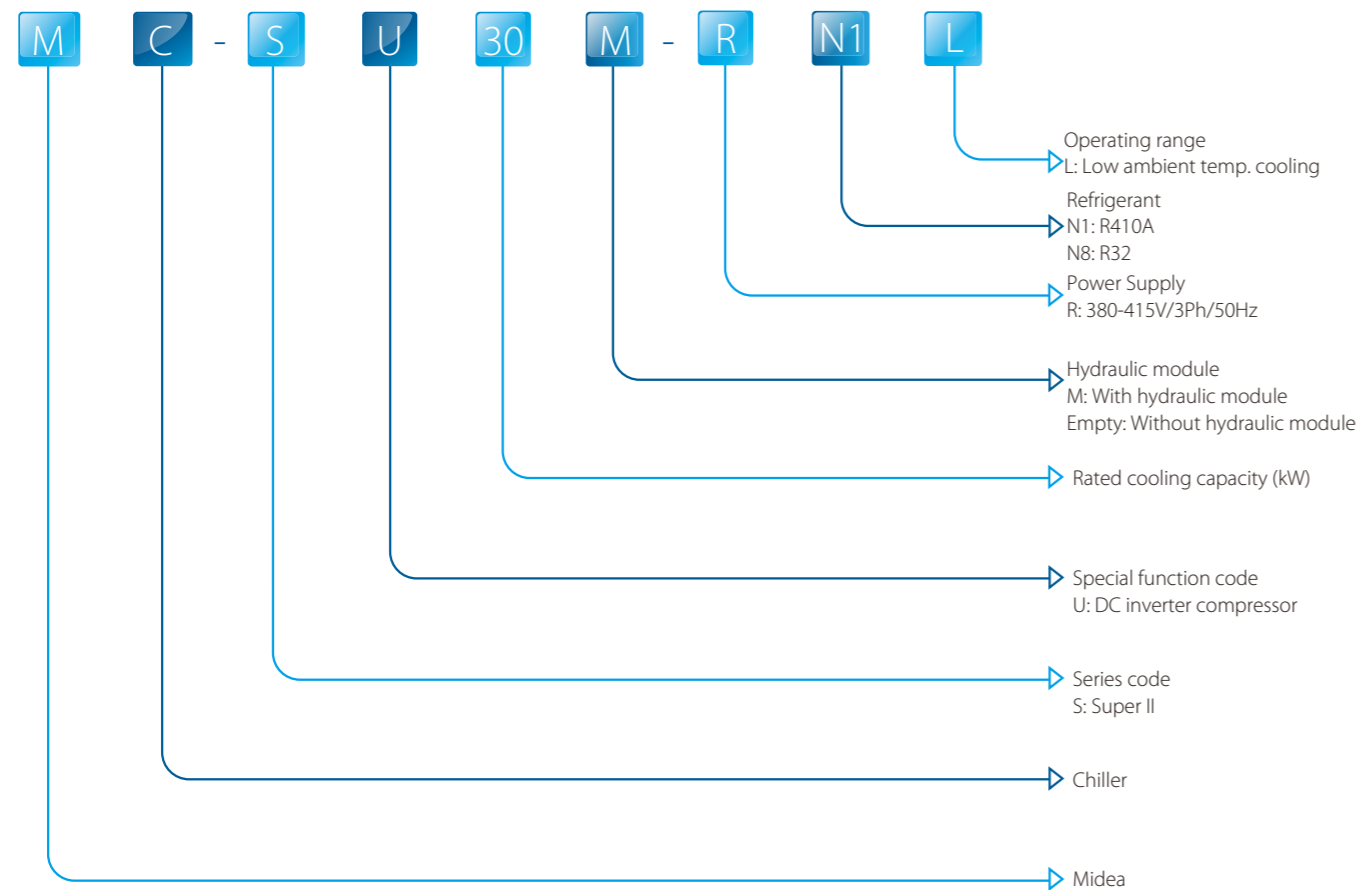 M C - S U 30 M - R N1 L
Operating range
L: Low ambient temp. cooling
Refrigerant
N1: R410A
N8: R32
Power Supply
R: 380-415V/3Ph/50Hz
Hydraulic module
M: With hydraulic module
Empty: Without hydraulic module
Rated cooling capacity (kW)
Special function code
U: DC inverter compressor
Series code
S: Super II
Chiller
Midea